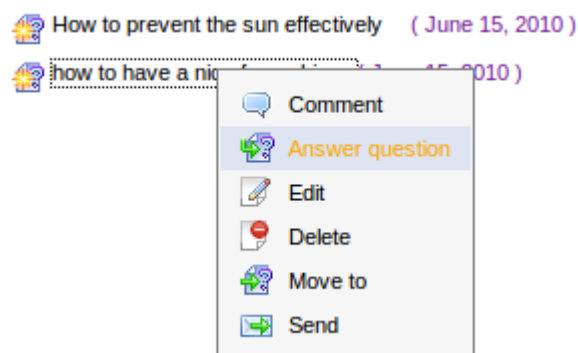 How to prevent the sun effectively ( June 15, 2010 )
how to have a 2010 )
Comment
Answer question
Edit
Delete
Move to
Send